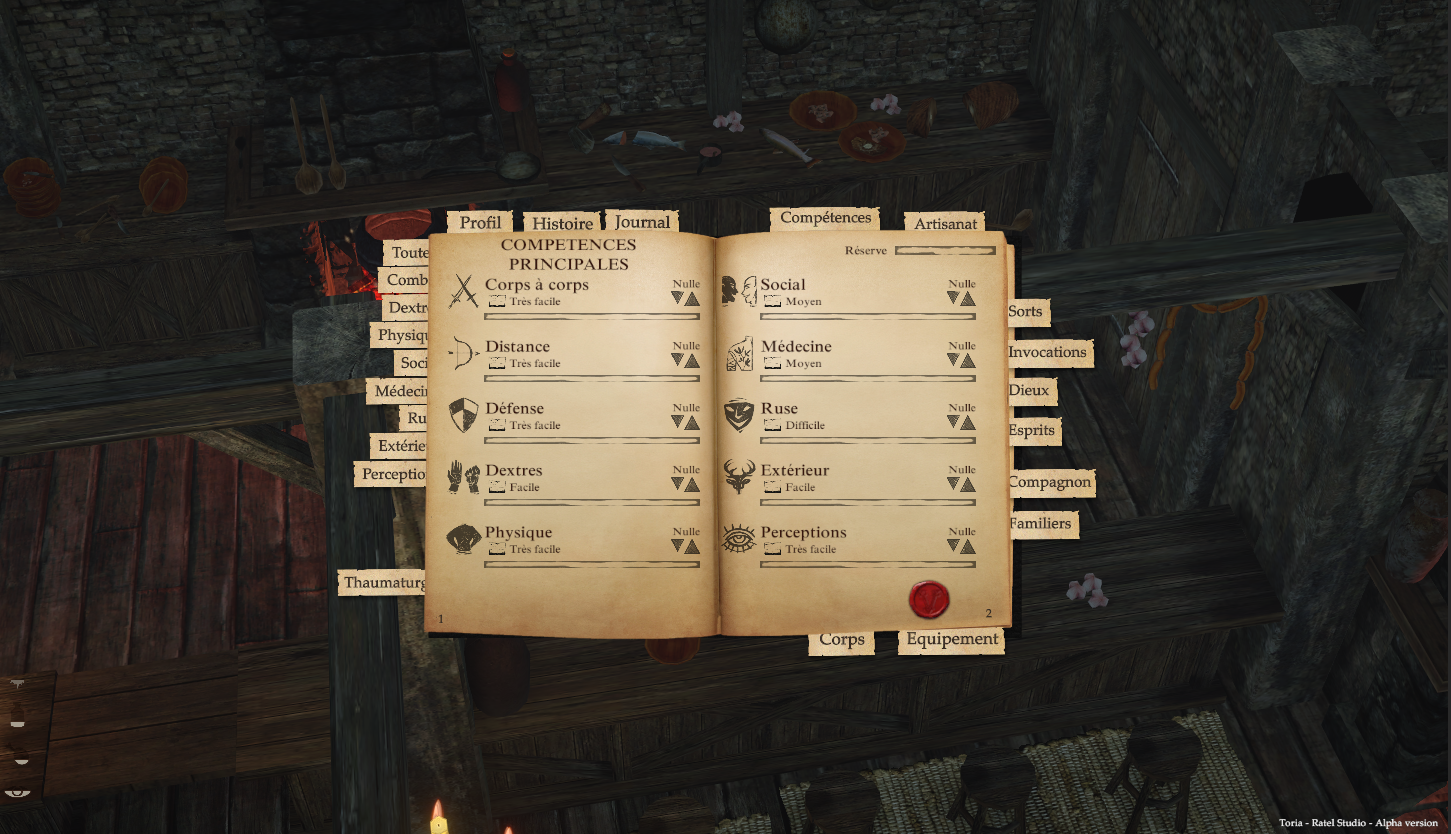 Profil
Histoire
Journal
Compétences
Artisanat
Toute
Comb
Dextr
Physiqu
Soci
Médecin
Ru
Extérie
Perceptio
Thaumaturg
COMPETENCES
PRINCIPALES
Corps à corps
Nulle
Très facile
Distance
Nulle
Très facile
Défense
Nulle
Très facile
Dextres
Nulle
Facile
Physique
Nulle
Très facile
1
Réserve
Social
Nulle
Moyen
Médecine
Nulle
Moyen
Ruse
Nulle
Difficile
Extérieur
Nulle
Facile
Perceptions
Nulle
Très facile
2
Sorts
Invocations
Dieux
Esprits
Compagnon
Familiers
Corps
Equipement
Toria - Ratel Studio - Alpha version